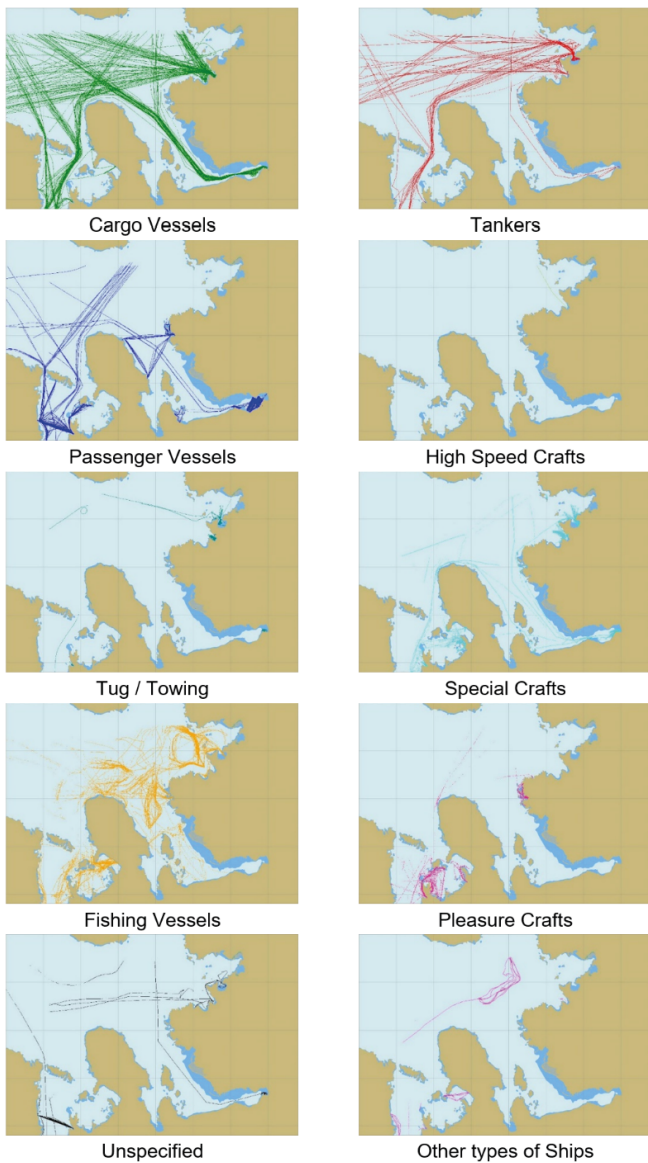 Cargo Vessels
Tankers
Passenger Vessels
High Speed Crafts
Tug / Towing
Special Crafts
Fishing Vessels
Pleasure Crafts
Unspecified
Other types of Ships